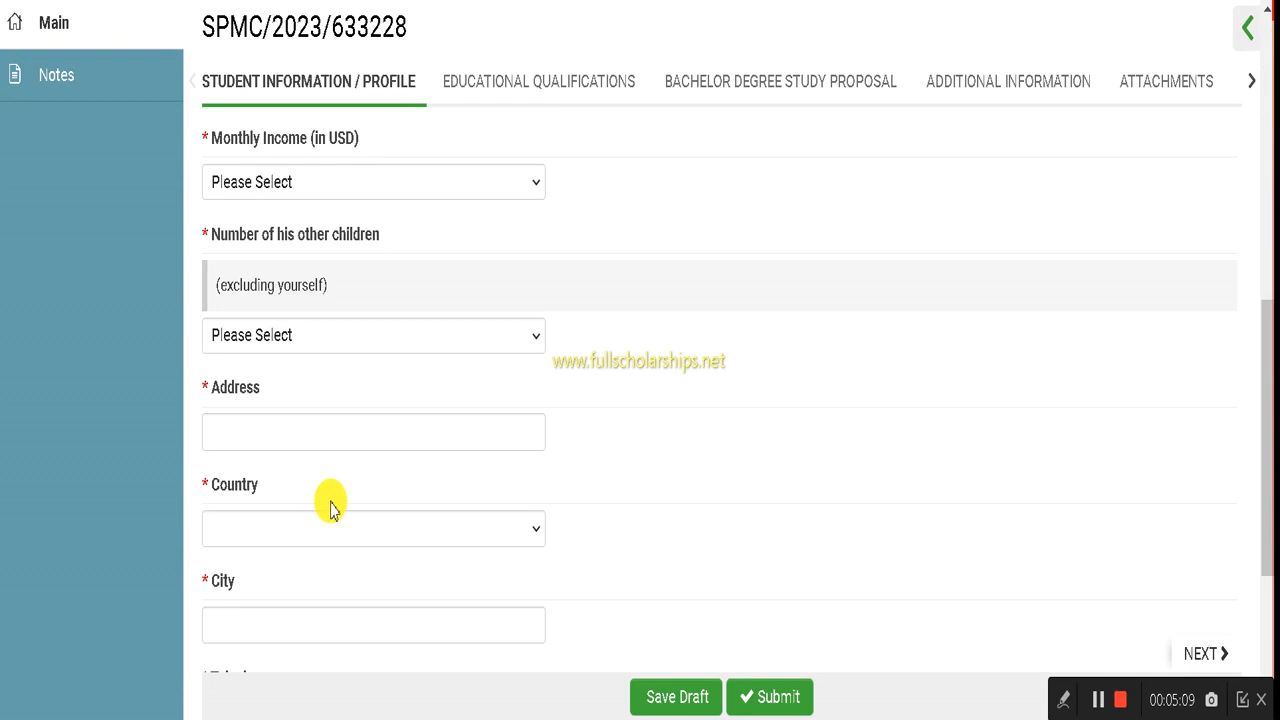 Main
Notes
SPMC/2023/633228
STUDENT INFORMATION / PROFILE
EDUCATIONAL QUALIFICATIONS
BACHELOR DEGREE STUDY PROPOSAL
ADDITIONAL INFORMATION
ATTACHMENTS
* Monthly Income (in USD)
Please Select
* Number of his other children
(excluding yourself)
Please Select
www.fullscholarships.net
* Address
* Country
* City
NEXT
Save Draft
Submit
00:05:09